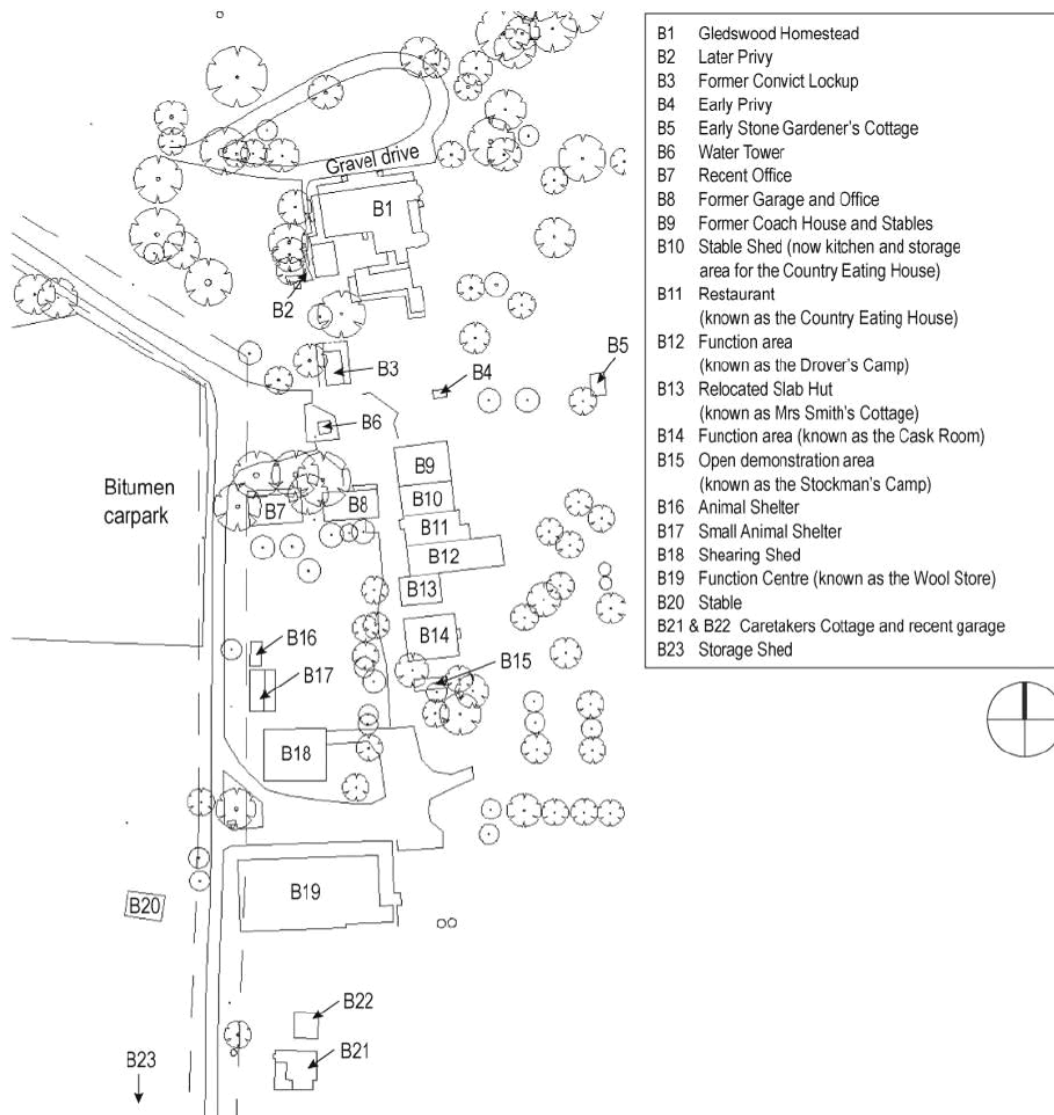 Gravel drive
B1
B2
B3
B4
B5
B6
B9
B10
B7
B8
B11
B12
B13
B14
Bitumen
carpark
B16
B15
B17
B18
B19
B20
B22
B21
B23
B1 Gledswood Homestead
B2 Later Privy
B3 Former Convict Lockup
B4 Early Privy
B5 Early Stone Gardener's Cottage
B6 Water Tower
B7 Recent Office
B8 Former Garage and Office
B9 Former Coach House and Stables
B10 Stable Shed (now kitchen and storage
area for the Country Eating House)
B11 Restaurant
(known as the Country Eating House)
B12 Function area
(known as the Drover's Camp)
B13 Relocated Slab Hut
(known as Mrs Smith's Cottage)
B14 Function area (known as the Cask Room)
B15 Open demonstration area
(known as the Stockman's Camp)
B16 Animal Shelter
B17 Small Animal Shelter
B18 Shearing Shed
B19 Function Centre (known as the Wool Store)
B20 Stable
B21 & B22 Caretakers Cottage and recent garage
B23 Storage Shed